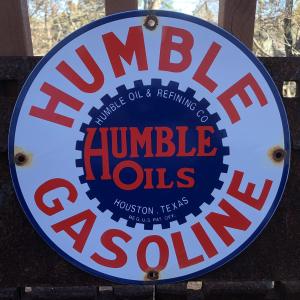 HUMBLE
HUMBLE OIL & REFINING CO.
HUMBLE
OILS
HOUSTON, TEXAS
REG. U.S. PAT. OFF.
GASOLINE